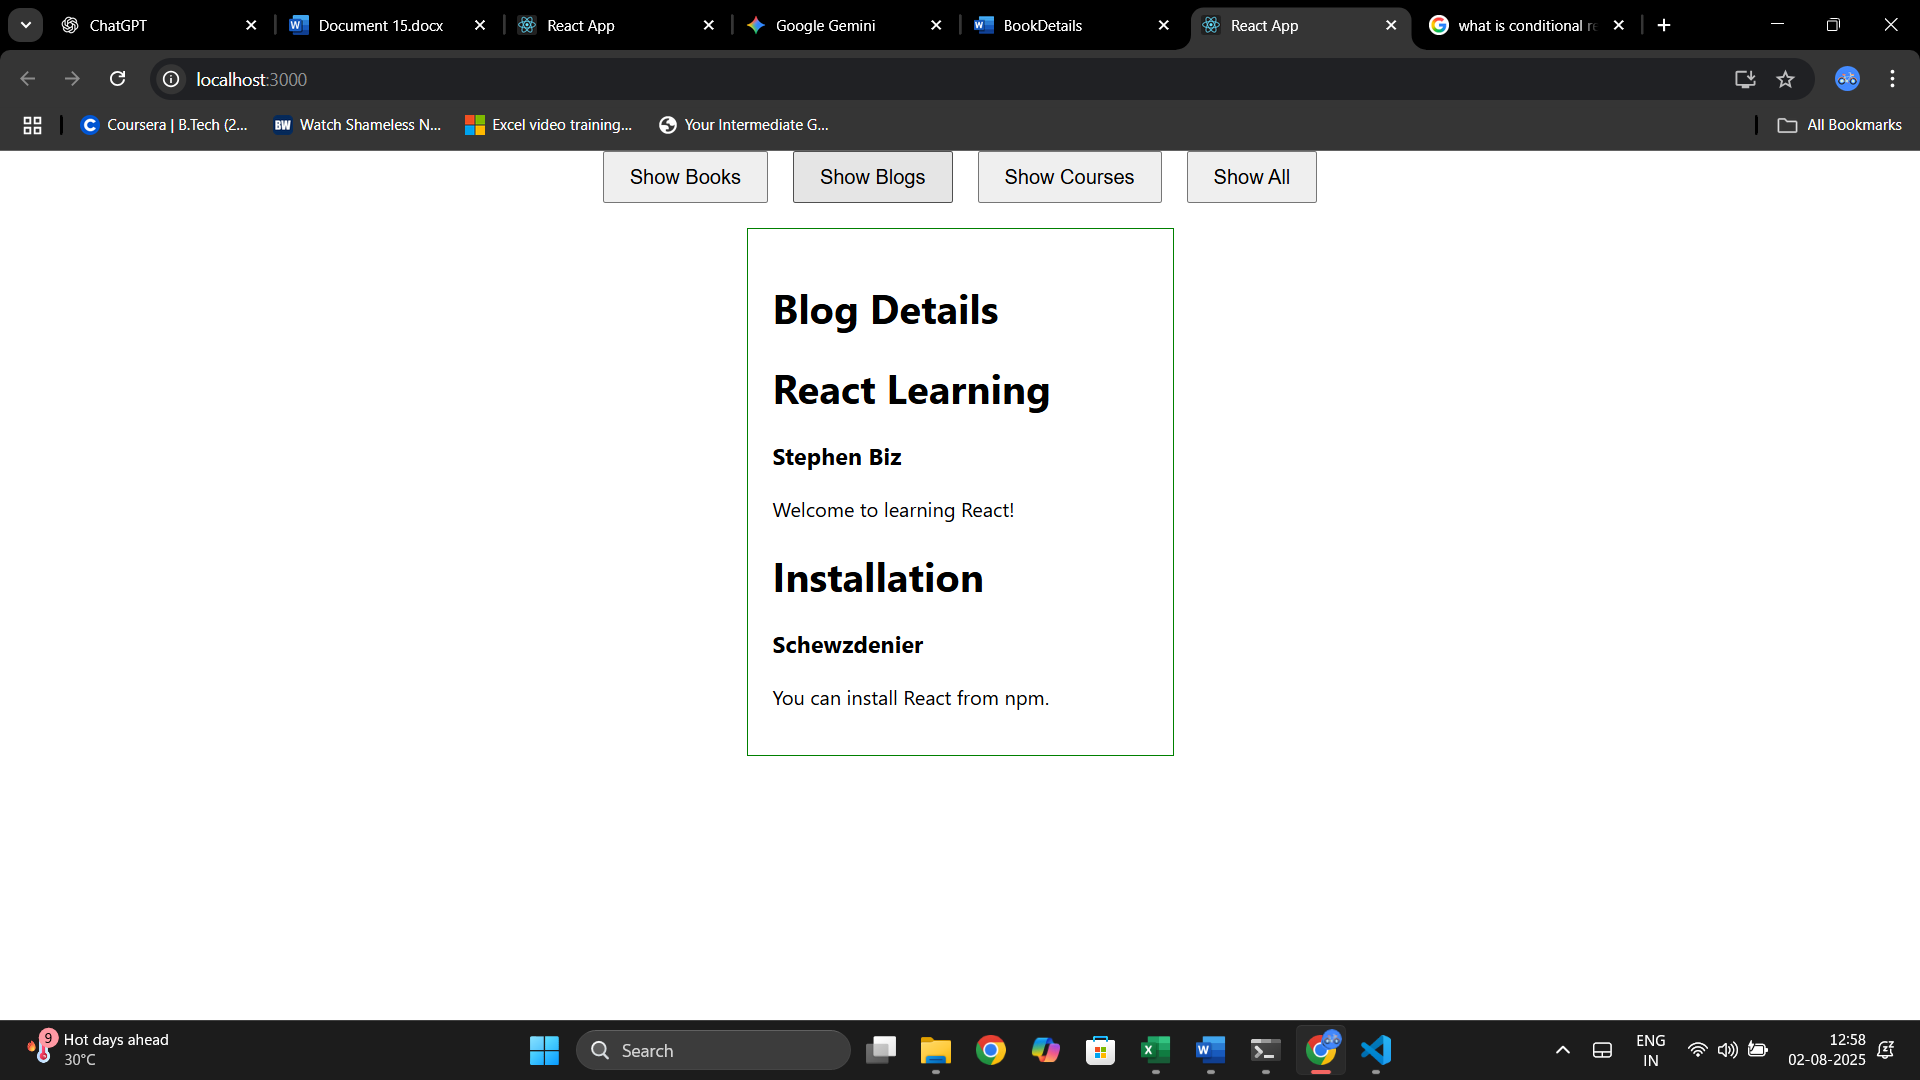 ChatGPT
Document 15.docx
React App
Google Gemini
BookDetails
React App
what is conditional re
localhost:3000
Coursera | B.Tech (2...
BW Watch Shameless N...
Excel video training...
Your Intermediate G...
All Bookmarks
Show Books
Show Blogs
Show Courses
Show All
Blog Details
React Learning
Stephen Biz
Welcome to learning React!
Installation
Schewzdenier
You can install React from npm.
9
Hot days ahead
30°C
Search
ENG
IN
12:58
02-08-2025